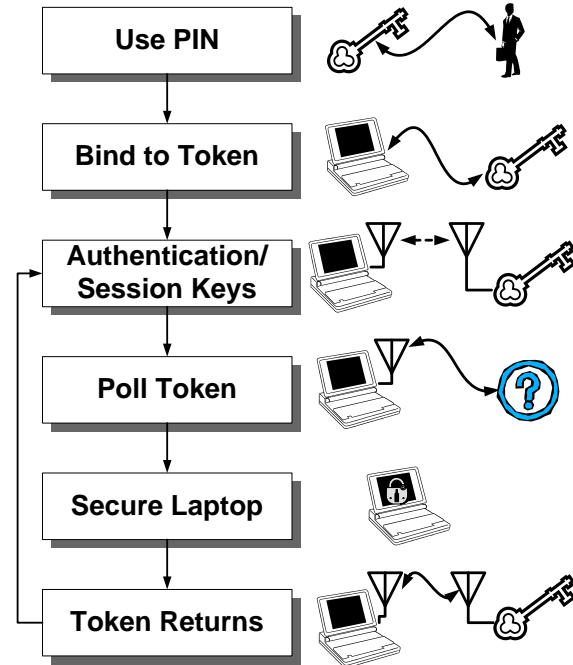 Use PIN
Bind to Token
Authentication/
Session Keys
Poll Token
?
Secure Laptop
Token Returns